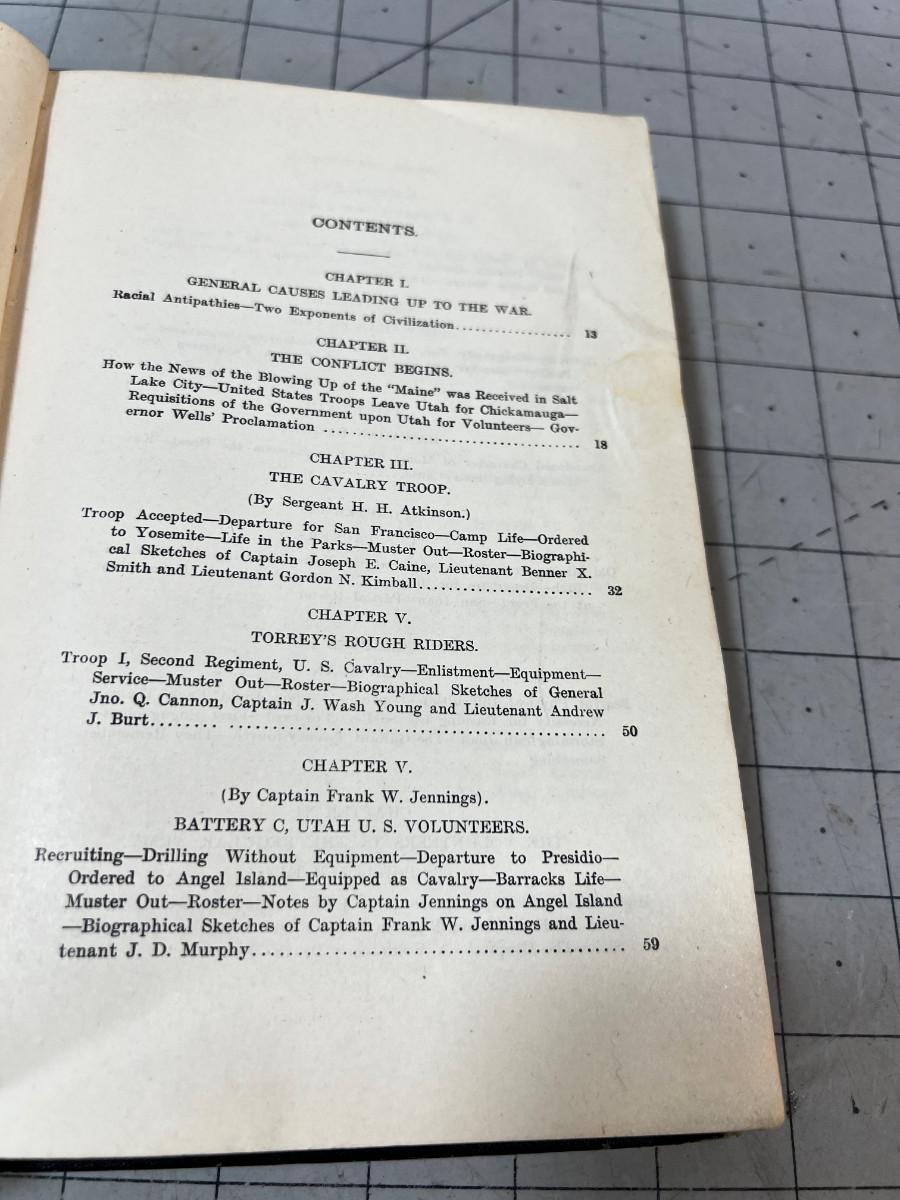 CONTENTS.
CHAPTER I.
GENERAL CAUSES LEADING UP TO THE WAR.
Racial Antipathies—Two Exponents of Civilization.................. 13
CHAPTER II.
THE CONFLICT BEGINS.
How the News of the Blowing Up of the "Maine" was Received in Salt
Lake City—United States Troops Leave Utah for Chickamauga—
Requisitions of the Government upon Utah for Volunteers— Gov-
ernor Wells' Proclamation ........................................ 18
CHAPTER III.
THE CAVALRY TROOP.
(By Sergeant H. H. Atkinson.)
Troop Accepted—Departure for San Francisco—Camp Life—Ordered
to Yosemite—Life in the Parks—Muster Out—Roster—Biographi-
cal Sketches of Captain Joseph E. Caine, Lieutenant Benner X.
Smith and Lieutenant Gordon N. Kimball........................ 32
CHAPTER V.
TORREY'S ROUGH RIDERS.
Troop I, Second Regiment, U. S. Cavalry—Enlistment—Equipment—
Service—Muster Out—Roster—Biographical Sketches of General
Jno. Q. Cannon, Captain J. Wash Young and Lieutenant Andrew
J. Burt........ ............................................ 50
CHAPTER V.
(By Captain Frank W. Jennings).
BATTERY C, UTAH U. S. VOLUNTEERS.
Recruiting—Drilling Without Equipment—Departure to Presidio—
Ordered to Angel Island—Equipped as Cavalry—Barracks Life—
Muster Out—Roster—Notes by Captain Jennings on Angel Island
—Biographical Sketches of Captain Frank W. Jennings and Lieu-
tenant J. D. Murphy......................................... 59